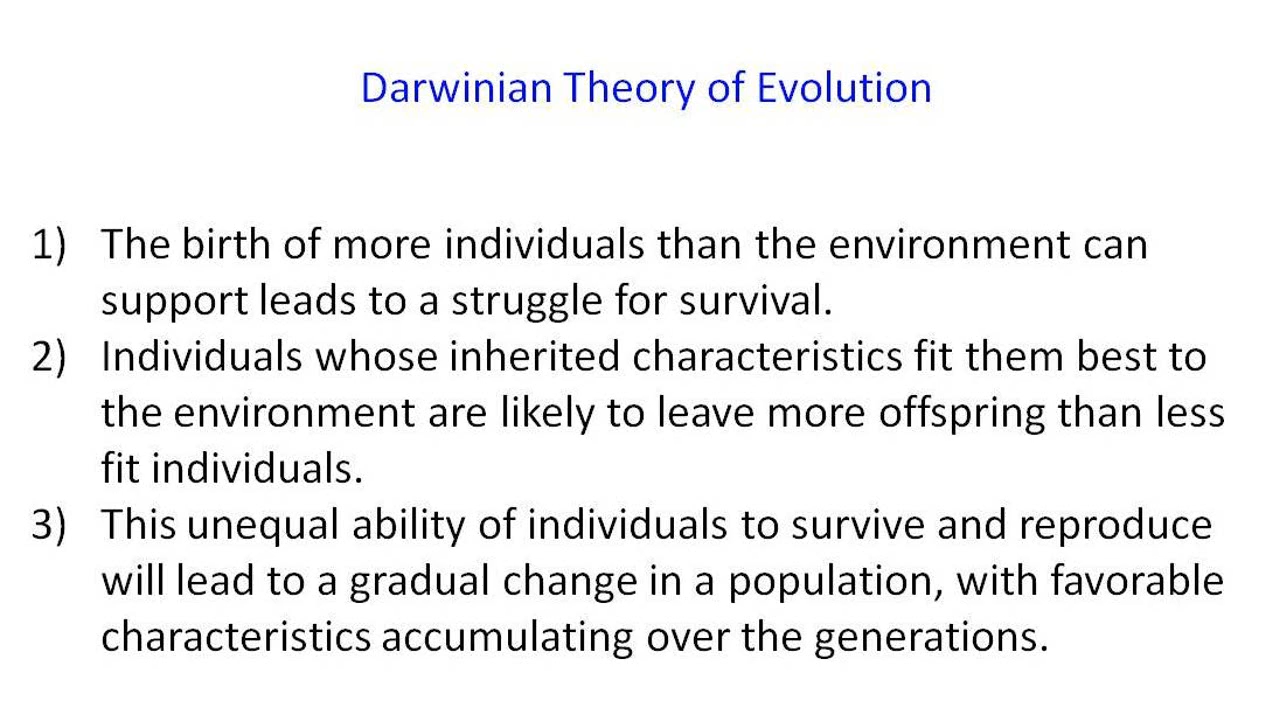 Darwinian Theory of Evolution
1) The birth of more individuals than the environment can
support leads to a struggle for survival.
2) Individuals whose inherited characteristics fit them best to
the environment are likely to leave more offspring than less
fit individuals.
3) This unequal ability of individuals to survive and reproduce
will lead to a gradual change in a population, with favorable
characteristics accumulating over the generations.